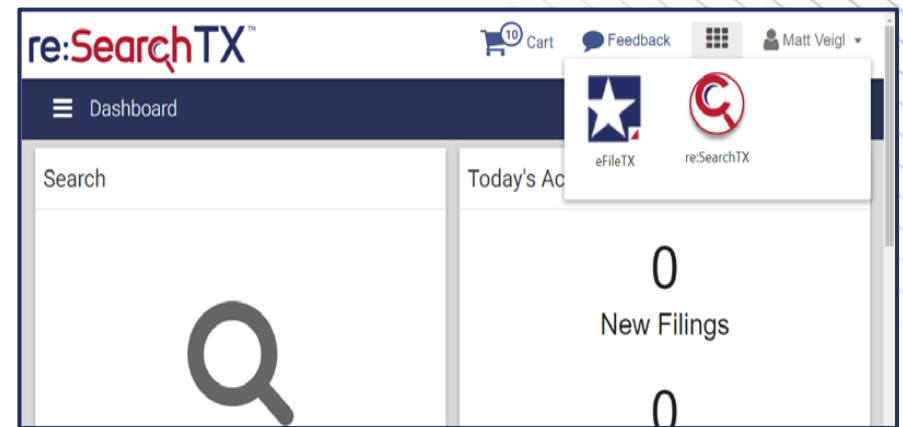 re:SearchTX™
10 Cart
Feedback
Matt Veigl
Dashboard
eFileTX
re:SearchTX
Search
Today's Ac
0
New Filings
0